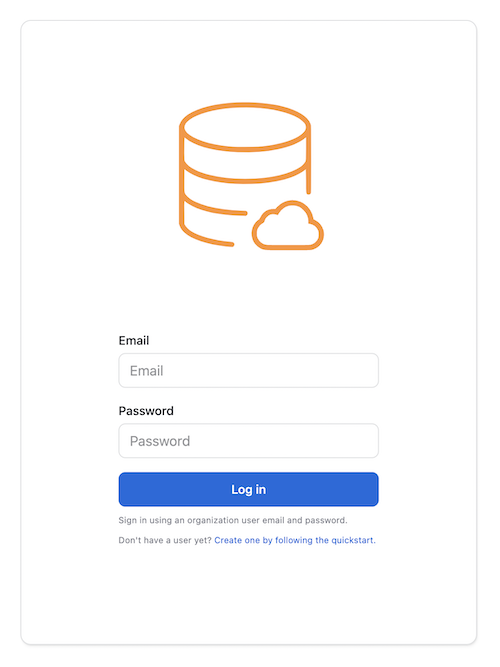 Email
Email
Password
Password
Log in
Sign in using an organization user email and password.
Don't have a user yet? Create one by following the quickstart.